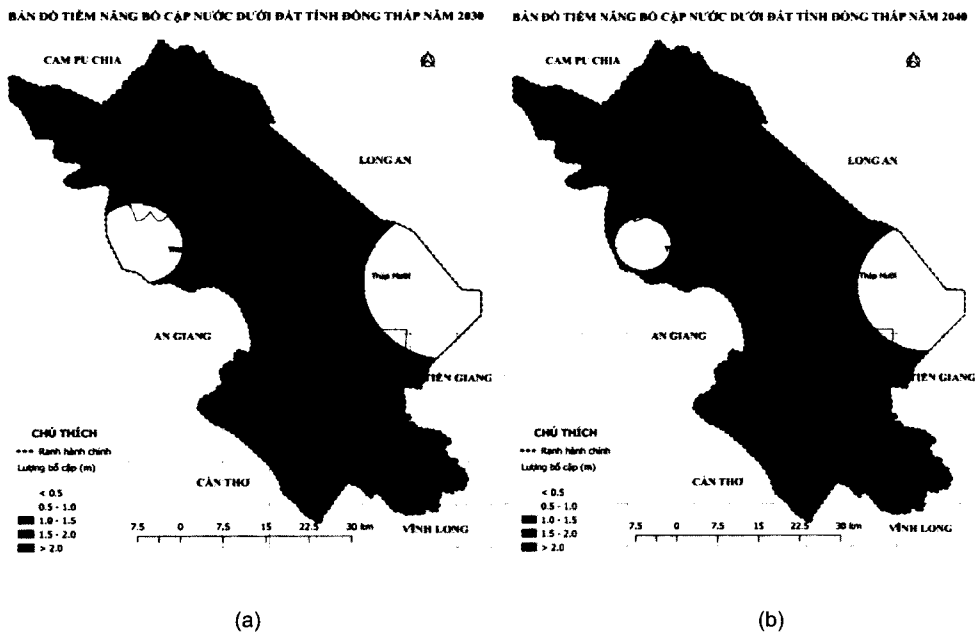 BẢN ĐỒ TIỀM NĂNG BỔ CẬP NƯỚC DƯỚI ĐẤT TỈNH ĐỒNG THÁP NĂM 2030
CAM PU CHIA
LONG AN
Tháp Mười
AN GIANG
TIỀN GIANG
CHÚ THÍCH
Ranh hành chính
Lượng bổ cập (m)
CẦN THƠ
< 0.5
0.5 - 1.0
1.0 - 1.5
1.5 - 2.0
> 2.0
7.5 0 7.5 15 22.5 30 km
VĨNH LONG
(a)
BẢN ĐỒ TIỀM NĂNG BỔ CẬP NƯỚC DƯỚI ĐẤT TỈNH ĐỒNG THÁP NĂM 2040
CAM PU CHIA
LONG AN
Tháp Mười
AN GIANG
TIỀN GIANG
CHÚ THÍCH
Ranh hành chính
Lượng bổ cập (m)
CẦN THƠ
< 0.5
0.5 - 1.0
1.0 - 1.5
1.5 - 2.0
> 2.0
7.5 0 7.5 15 22.5 30 km
VĨNH LONG
(b)